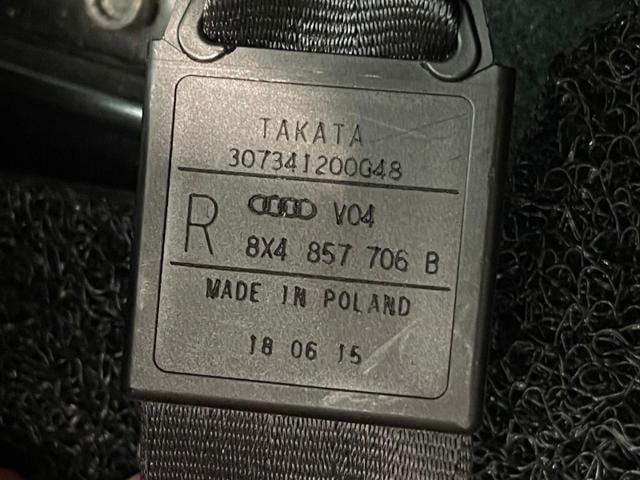 TAKATA
307341200G48
R
V04
8X4 857 706 B
MADE IN POLAND
18 06 15